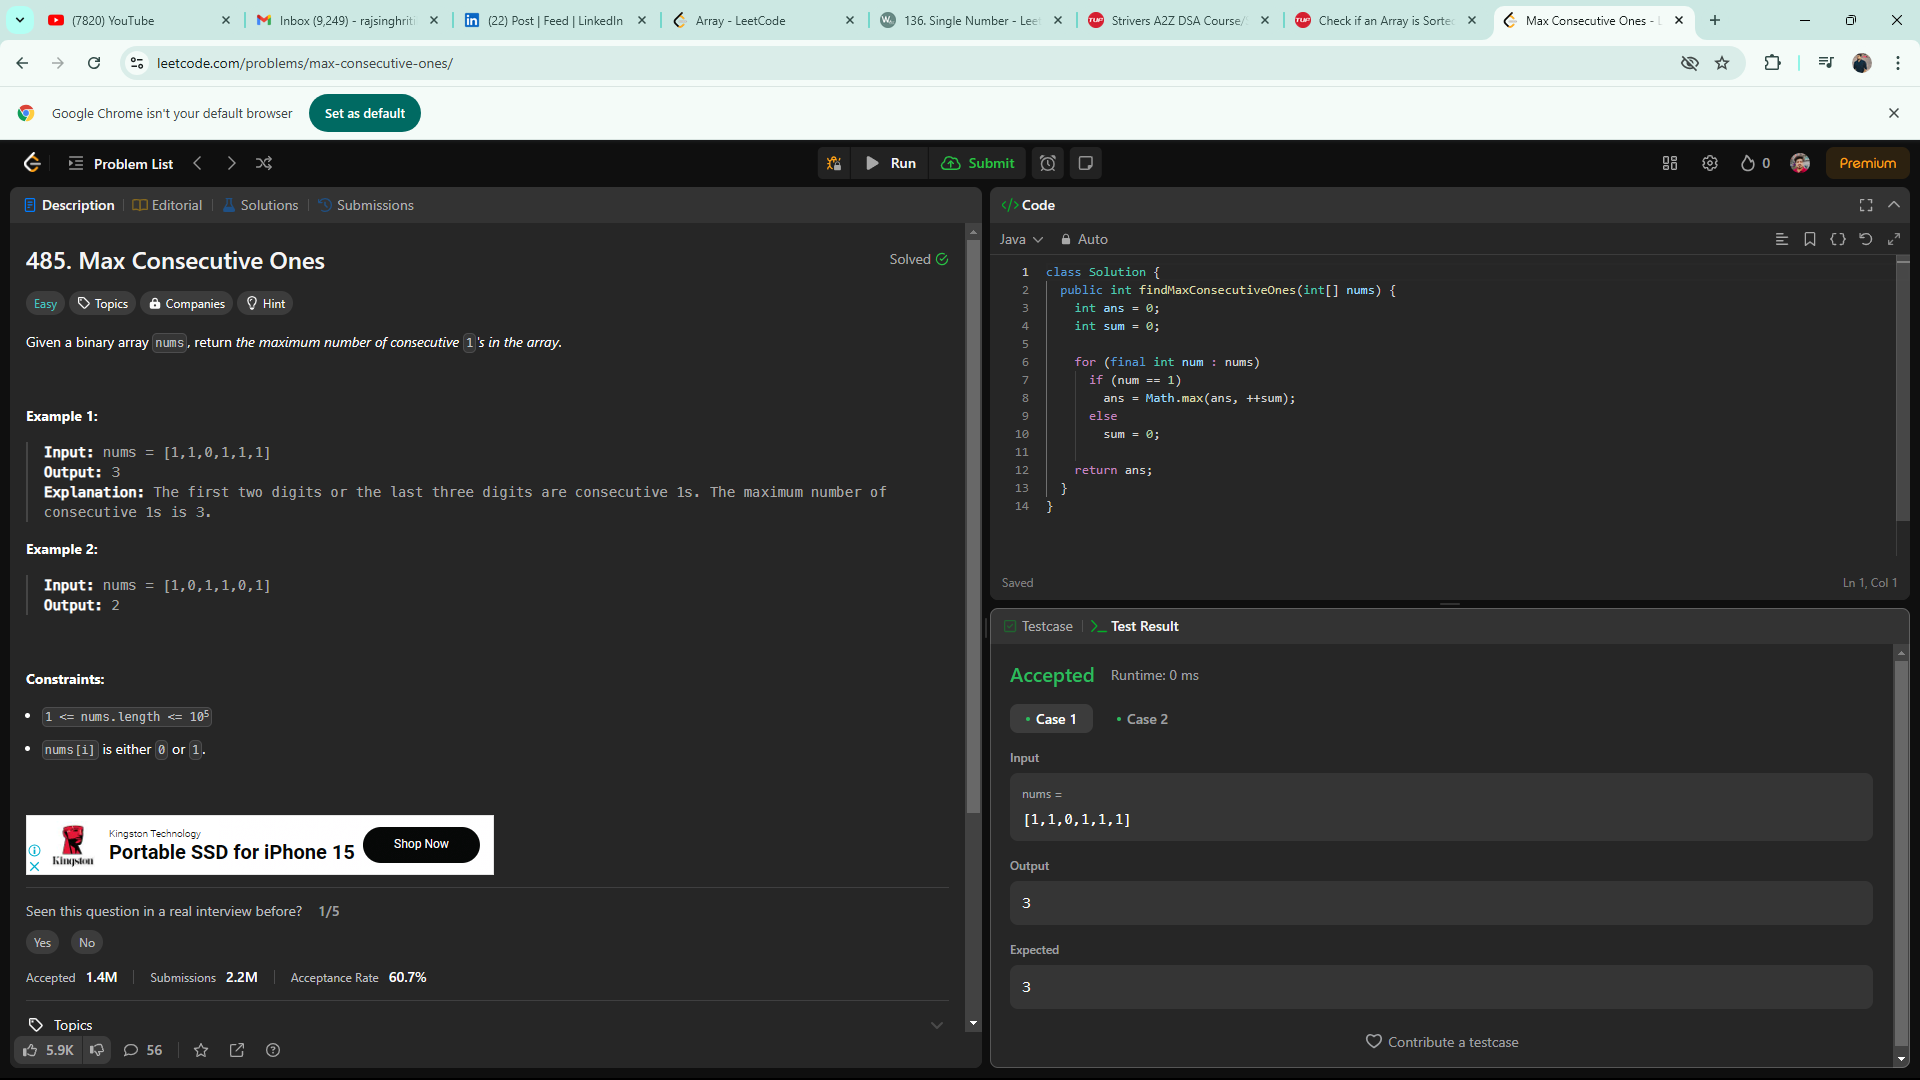 (7820) YouTube
Inbox (9,249) - rajsinghriti
(22) Post | Feed | LinkedIn
Array - LeetCode
136. Single Number - Leet
Strivers A2Z DSA Course/
Check if an Array is Sorted
Max Consecutive Ones - L
leetcode.com/problems/max-consecutive-ones/
Google Chrome isn't your default browser
Set as default
Problem List
Run
Submit
0
Premium
Description
Editorial
Solutions
Submissions
485. Max Consecutive Ones
Solved
Easy
Topics
Companies
Hint
Given a binary array nums, return the maximum number of consecutive 1's in the array.
Example 1:
Input: nums = [1,1,0,1,1,1]
Output: 3
Explanation: The first two digits or the last three digits are consecutive 1s. The maximum number of
consecutive 1s is 3.
Example 2:
Input: nums = [1,0,1,1,0,1]
Output: 2
Constraints:
1 <= nums.length <= 10⁵
nums[i] is either 0 or 1.
Kingston Technology
Portable SSD for iPhone 15
Kingston
Shop Now
Seen this question in a real interview before? 1/5
Yes
No
Accepted 1.4M
Submissions 2.2M
Acceptance Rate 60.7%
Topics
5.9K
56
</> Code
Java
Auto
1 class Solution {
2 public int findMaxConsecutiveOnes(int[] nums) {
3 int ans = 0;
4 int sum = 0;
5
6 for (final int num : nums)
7 if (num == 1)
8 ans = Math.max(ans, ++sum);
9 else
10 sum = 0;
11
12 return ans;
13 }
14 }
Saved
Ln 1, Col 1
Testcase
Test Result
Accepted
Runtime: 0 ms
Case 1
Case 2
Input
nums =
[1,1,0,1,1,1]
Output
3
Expected
3
Contribute a testcase